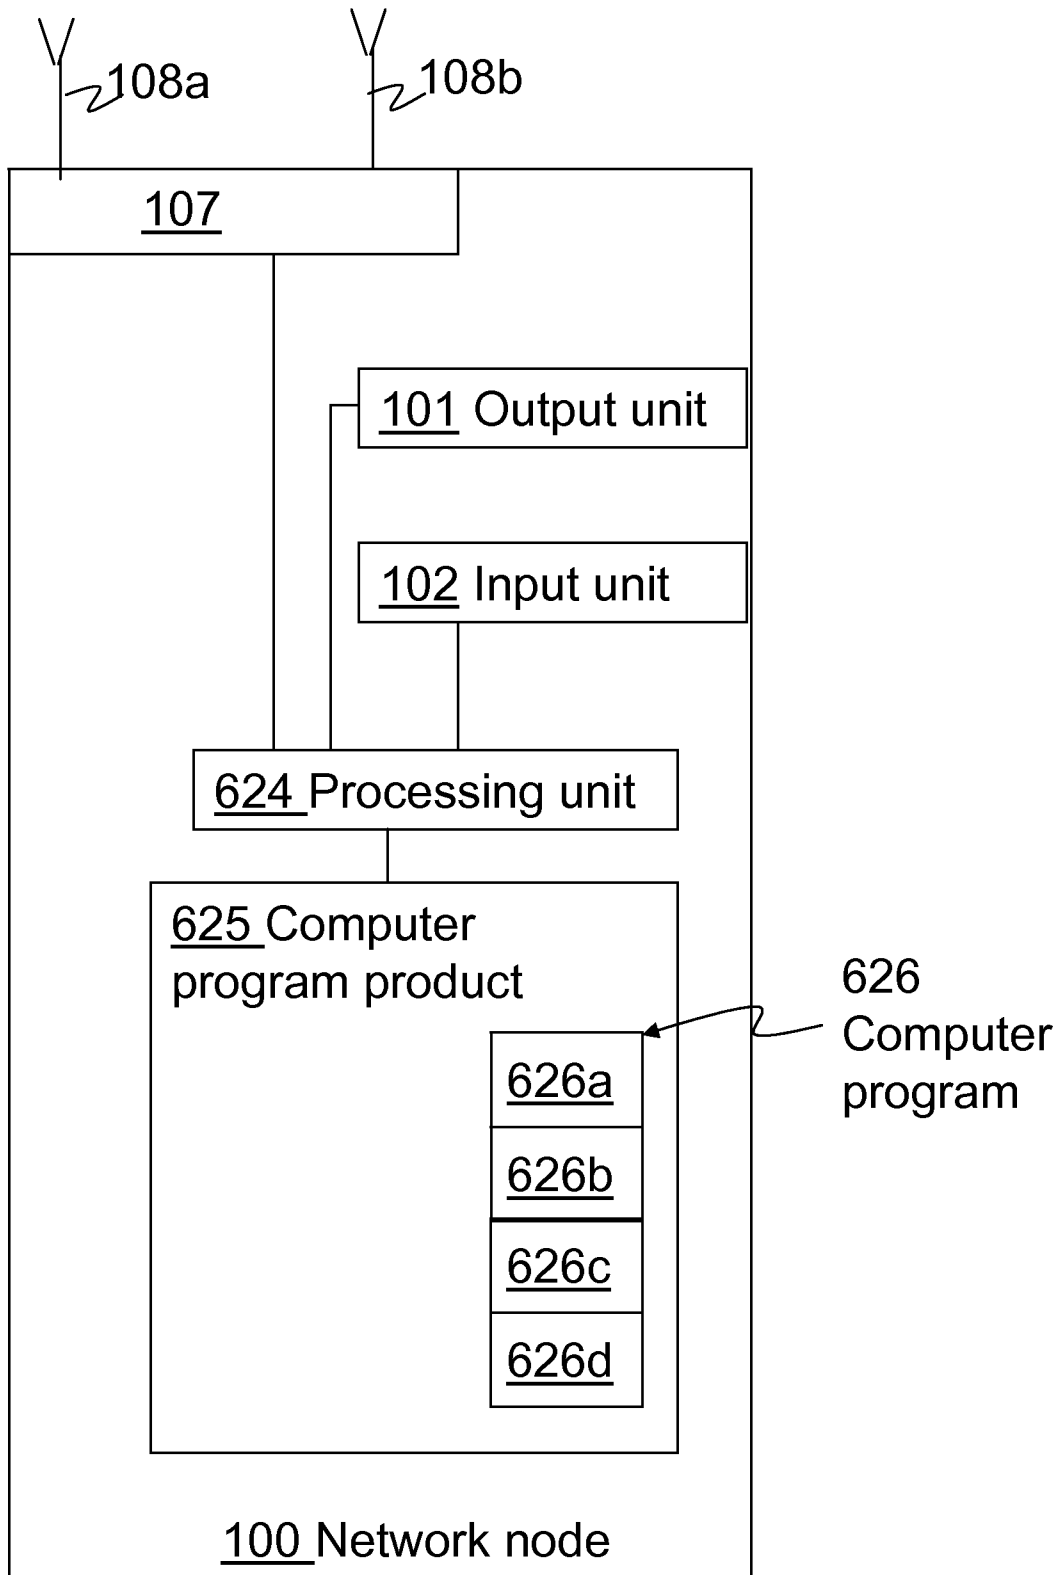 108a
108b
107
101 Output unit
102 Input unit
624 Processing unit
625 Computer
program product
626
Computer
program
626a
626b
626c
626d
100 Network node